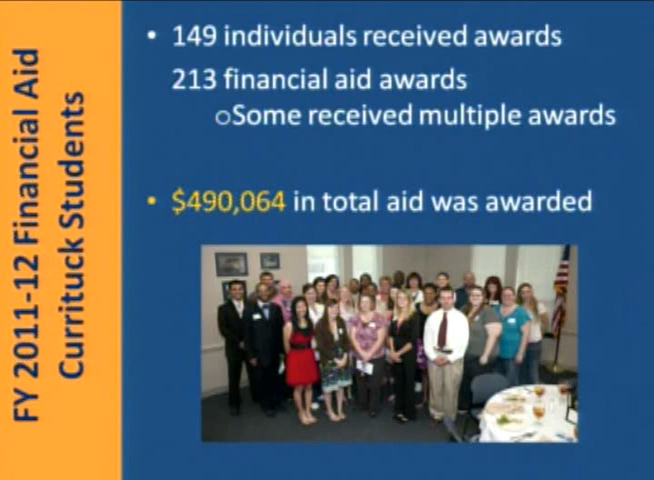 FY 2011-12 Financial Aid
Currituck Students
• 149 individuals received awards
213 financial aid awards
oSome received multiple awards
• $490,064 in total aid was awarded